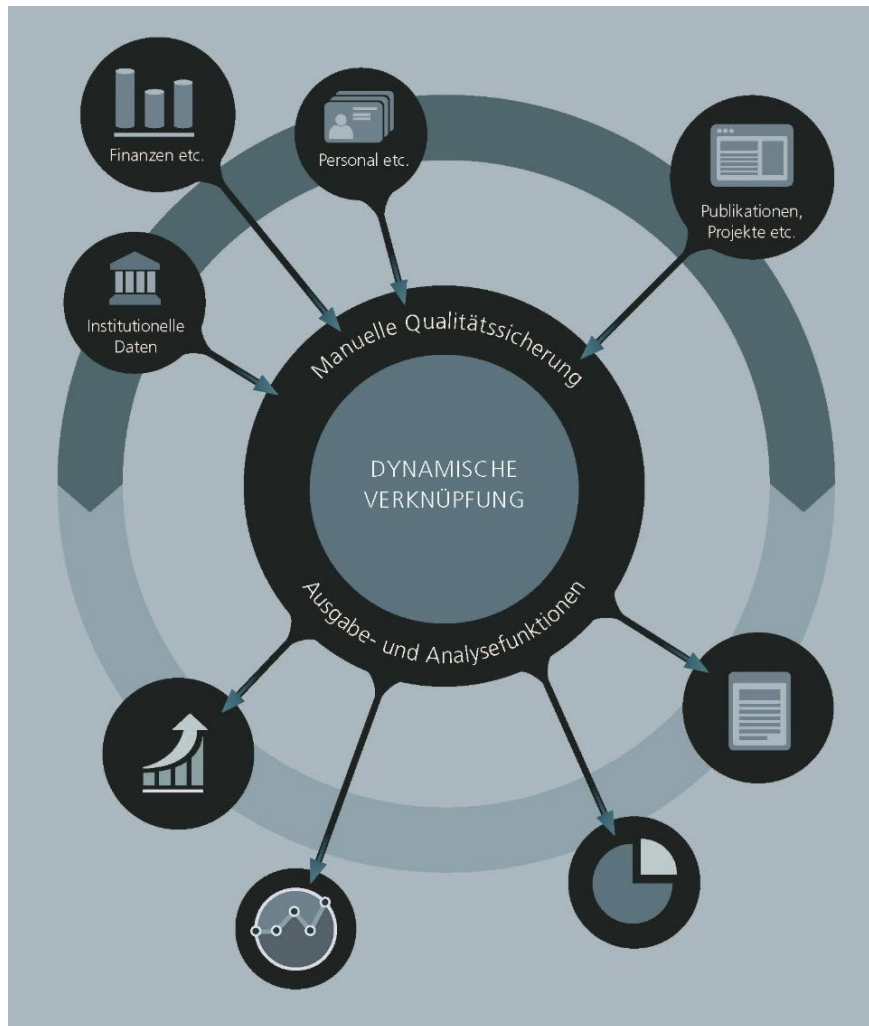 Finanzen etc.
Personal etc.
Publikationen,
Projekte etc.
Institutionelle
Daten
Manuelle Qualitätssicherung
DYNAMISCHE
VERKNÜPFUNG
Ausgabe- und Analysefunktionen